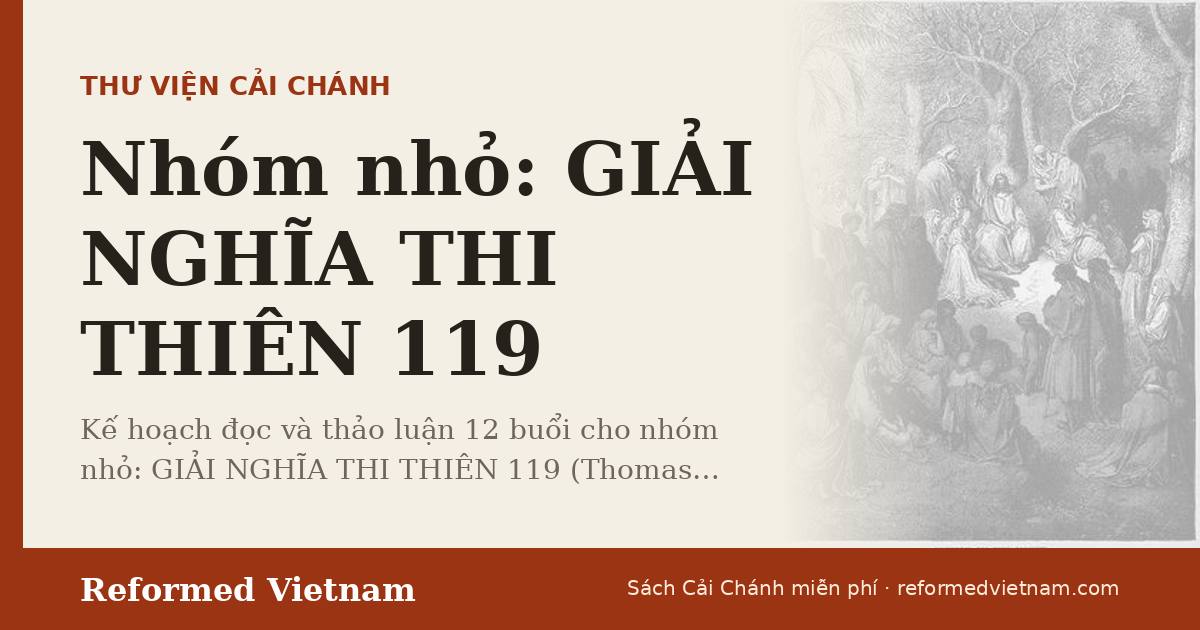 THƯ VIỆN CẢI CHÁNH
Nhóm nhỏ: GIẢI
NGHĨA THI
THIÊN 119
Kế hoạch đọc và thảo luận 12 buổi cho nhóm
nhỏ: GIẢI NGHĨA THI THIÊN 119 (Thomas...
Reformed Vietnam
Sách Cải Chánh miễn phí · reformedvietnam.com